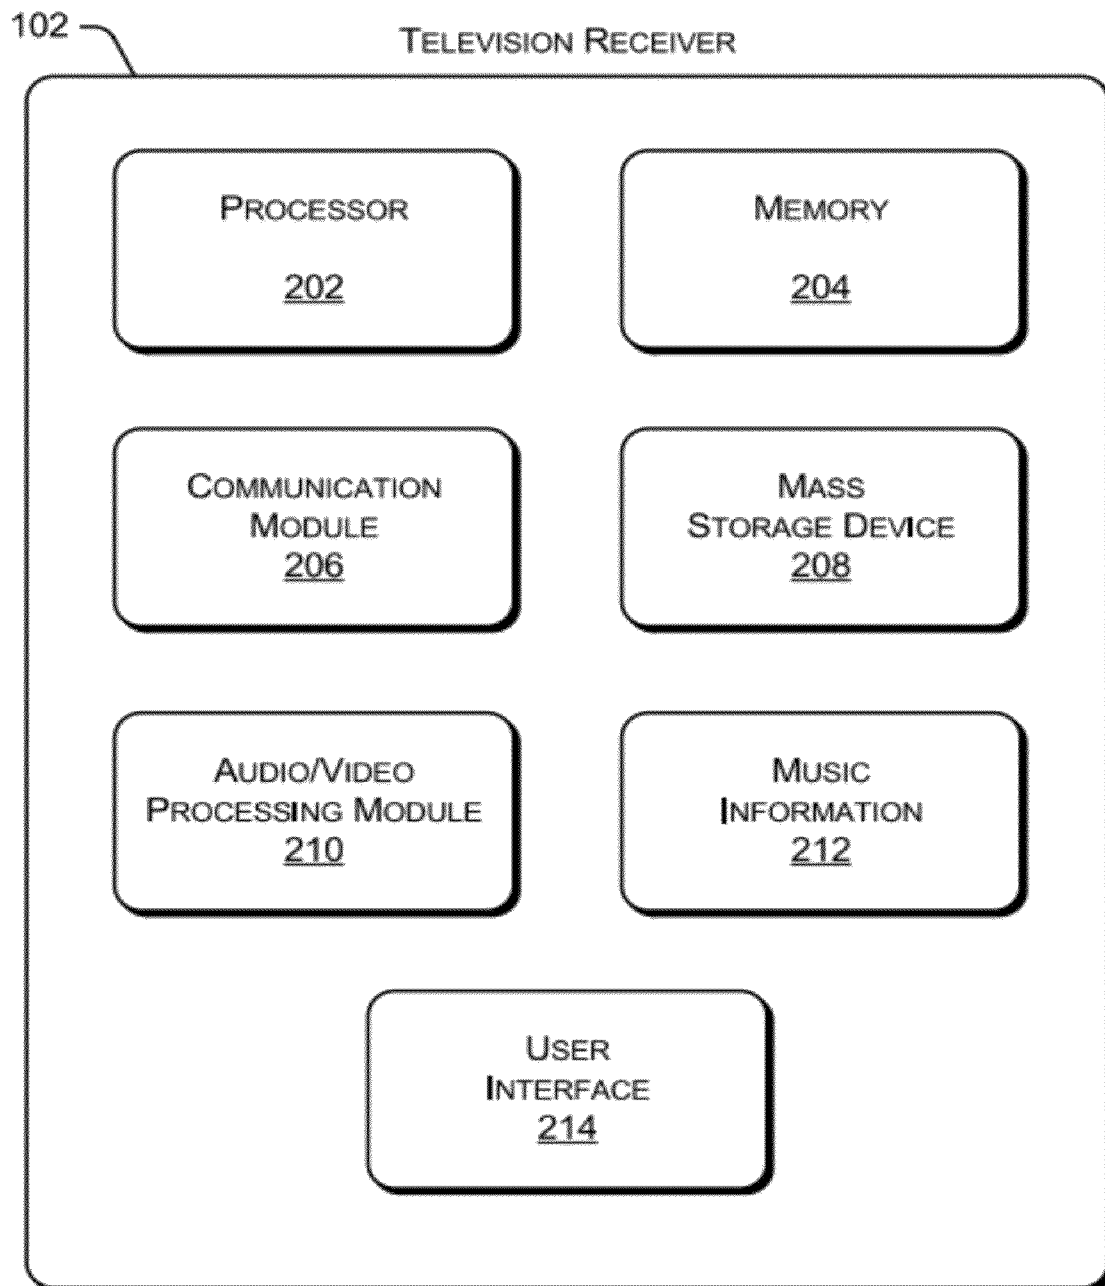 102
TELEVISION RECEIVER
PROCESSOR
202
MEMORY
204
COMMUNICATION
MODULE
206
MASS
STORAGE DEVICE
208
AUDIO/VIDEO
PROCESSING MODULE
210
MUSIC
INFORMATION
212
USER
INTERFACE
214